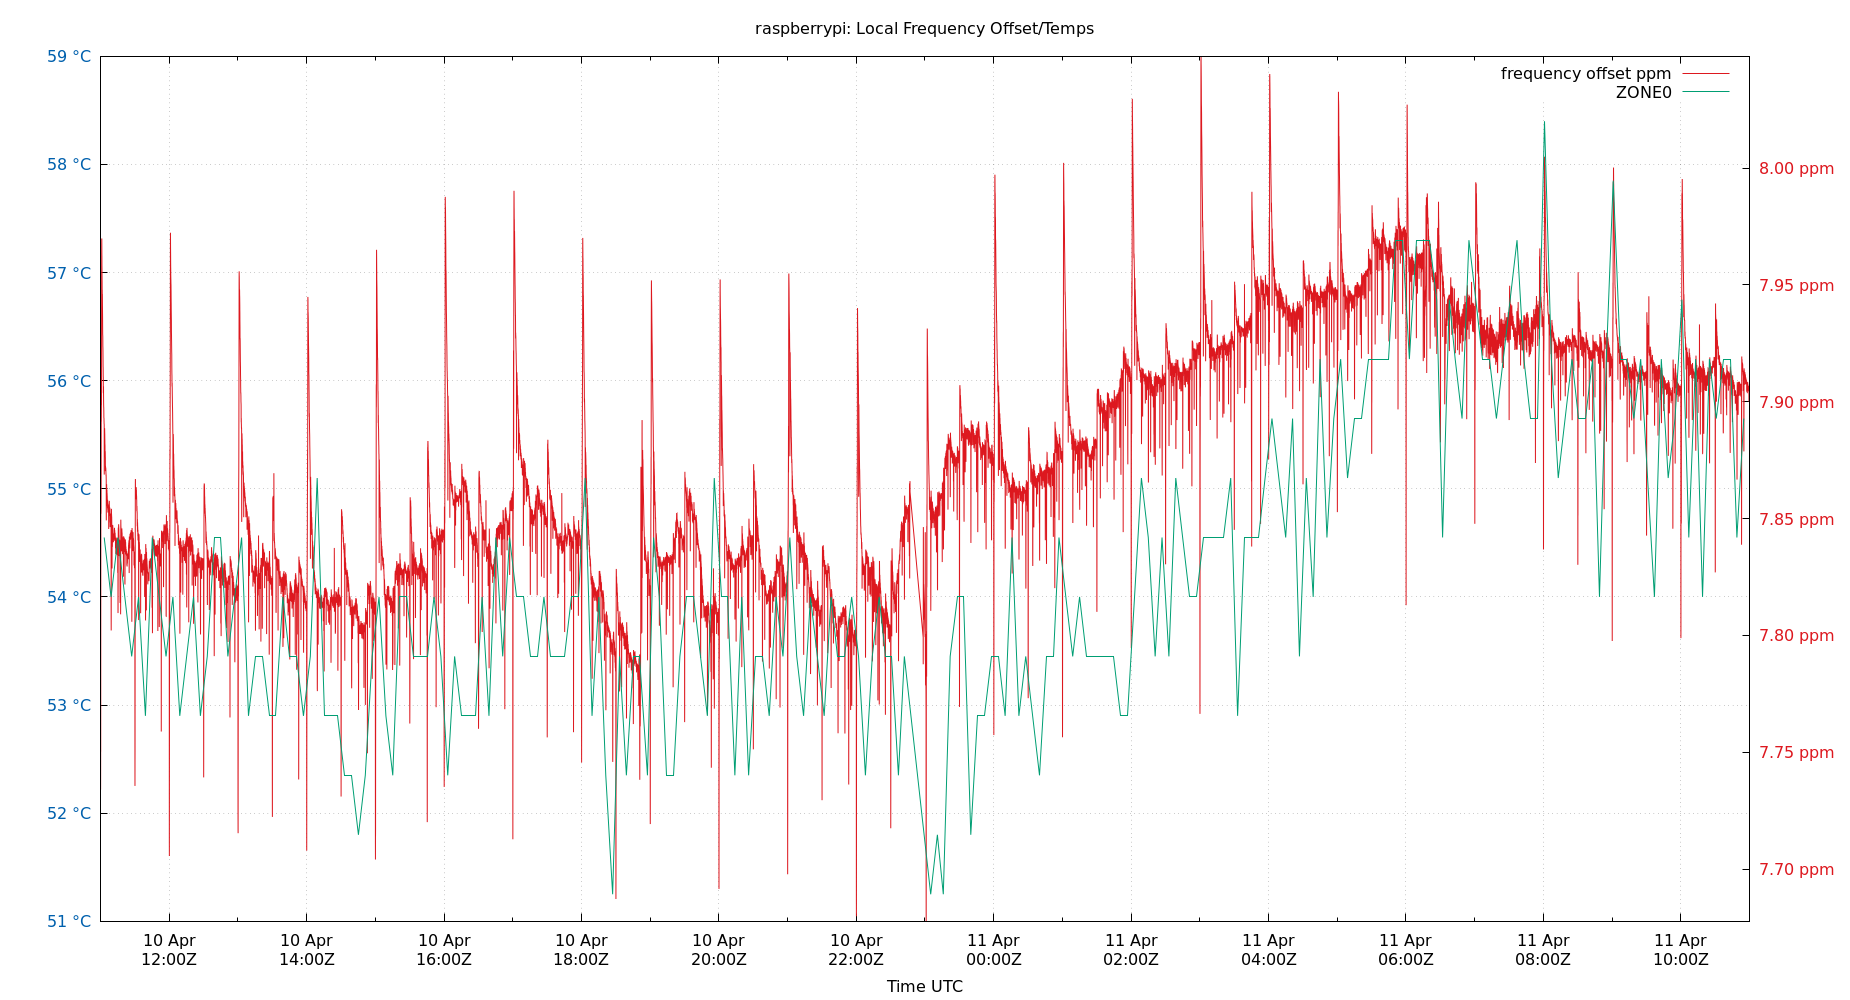 raspberrypi: Local Frequency Offset/Temps
59 °C
58 °C
57 °C
56 °C
55 °C
54 °C
53 °C
52 °C
51 °C
frequency offset ppm
ZONE0
8.00 ppm
7.95 ppm
7.90 ppm
7.85 ppm
7.80 ppm
7.75 ppm
7.70 ppm
10 Apr 10 Apr 10 Apr 10 Apr 10 Apr 10 Apr 11 Apr 11 Apr 11 Apr 11 Apr 11 Apr 11 Apr
12:00Z 14:00Z 16:00Z 18:00Z 20:00Z 22:00Z 00:00Z 02:00Z 04:00Z 06:00Z 08:00Z 10:00Z
Time UTC